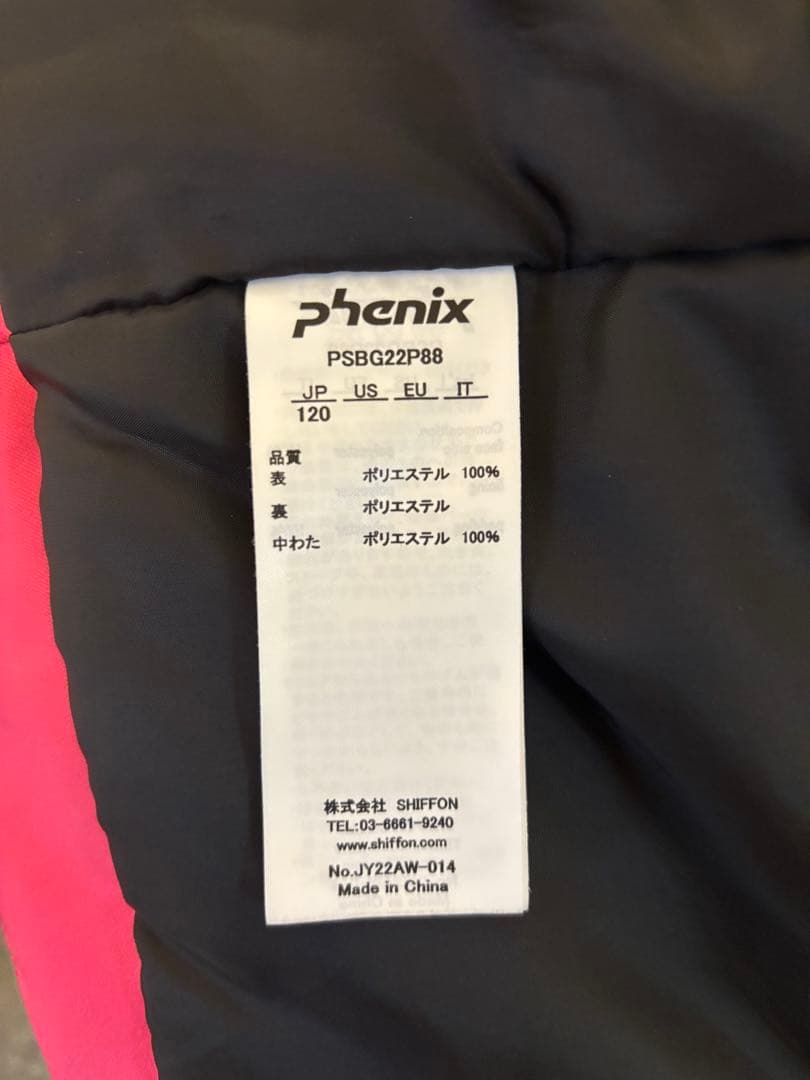 phenix
PSBG22P88
JP US EU IT
120
品質
表 ポリエステル 100%
裏 ポリエステル
中わた ポリエステル 100%
株式会社 SHIFFON
TEL:03-6661-9240
www.shiffon.com
No.JY22AW-014
Made in China